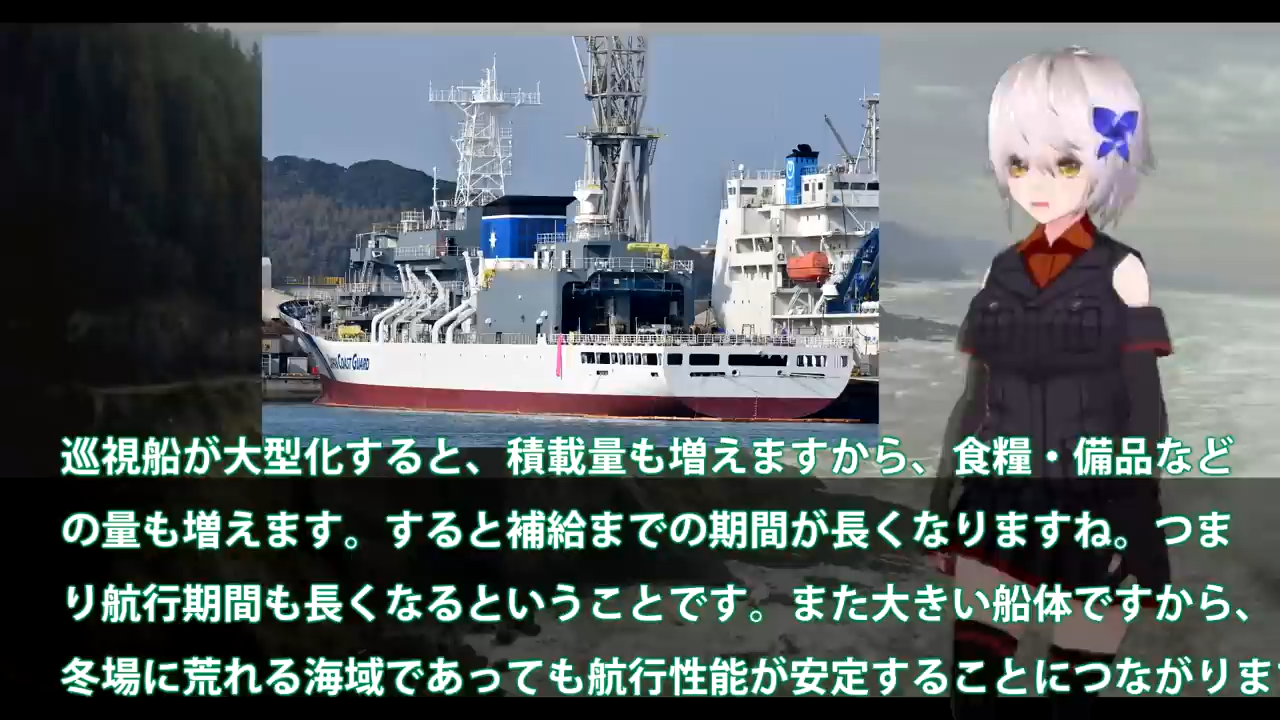 COAST GUARD
巡視船が大型化すると、積載量も増えますから、食糧・備品など
の量も増えます。すると補給までの期間が長くなりますね。つま
り航行期間も長くなるということです。また大きい船体ですから、
冬場に荒れる海域であっても航行性能が安定することにつながりま